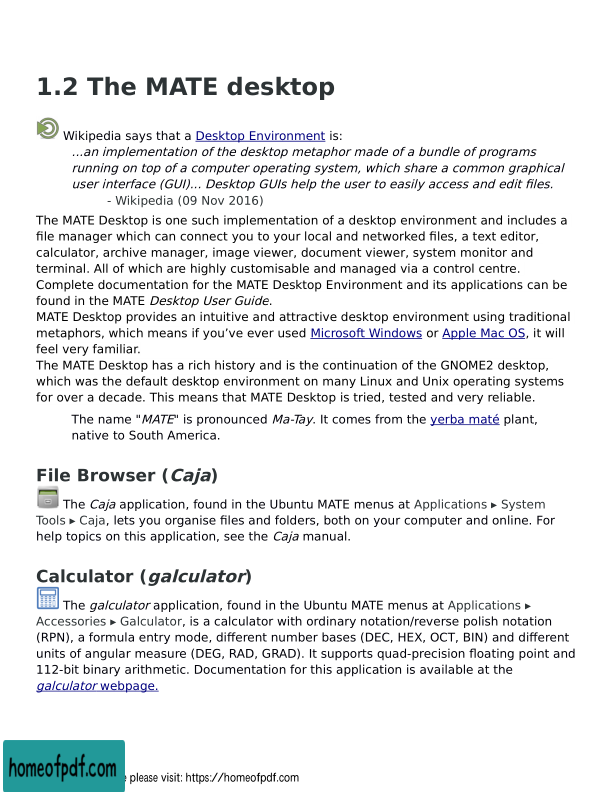 1.2 The MATE desktop
Wikipedia says that a Desktop Environment is:
...an implementation of the desktop metaphor made of a bundle of programs
running on top of a computer operating system, which share a common graphical
user interface (GUI)... Desktop GUIs help the user to easily access and edit files.
- Wikipedia (09 Nov 2016)
The MATE Desktop is one such implementation of a desktop environment and includes a
file manager which can connect you to your local and networked files, a text editor,
calculator, archive manager, image viewer, document viewer, system monitor and
terminal. All of which are highly customisable and managed via a control centre.
Complete documentation for the MATE Desktop Environment and its applications can be
found in the MATE Desktop User Guide.
MATE Desktop provides an intuitive and attractive desktop environment using traditional
metaphors, which means if you’ve ever used Microsoft Windows or Apple Mac OS, it will
feel very familiar.
The MATE Desktop has a rich history and is the continuation of the GNOME2 desktop,
which was the default desktop environment on many Linux and Unix operating systems
for over a decade. This means that MATE Desktop is tried, tested and very reliable.
The name "MATE" is pronounced Ma-Tay. It comes from the yerba maté plant,
native to South America.
File Browser (Caja)
The Caja application, found in the Ubuntu MATE menus at Applications ▸ System
Tools ▸ Caja, lets you organise files and folders, both on your computer and online. For
help topics on this application, see the Caja manual.
Calculator (galculator)
The galculator application, found in the Ubuntu MATE menus at Applications ▸
Accessories ▸ Galculator, is a calculator with ordinary notation/reverse polish notation
(RPN), a formula entry mode, different number bases (DEC, HEX, OCT, BIN) and different
units of angular measure (DEG, RAD, GRAD). It supports quad-precision floating point and
112-bit binary arithmetic. Documentation for this application is available at the
galculator webpage.
homeofpdf.com
please visit: https://homeofpdf.com